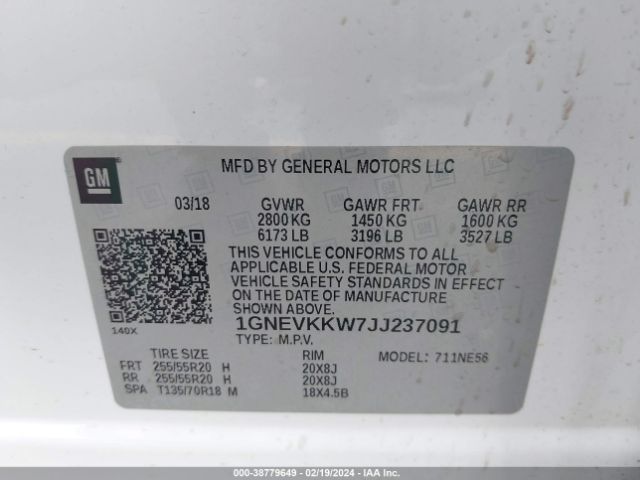 GM
MFD BY GENERAL MOTORS LLC
03/18 GVWR GAWR FRT GAWR RR
2800 KG 1450 KG 1600 KG
6173 LB 3196 LB 3527 LB
THIS VEHICLE CONFORMS TO ALL
APPLICABLE U.S. FEDERAL MOTOR
VEHICLE SAFETY STANDARDS IN EFFECT
ON THE DATE OF MANUFACTURE
SHOWN ABOVE.
1GNEVKKW7JJ237091
140X
TYPE: M.P.V.
TIRE SIZE RIM MODEL: 711NE56
FRT 255/55R20 H 20X8J
RR 255/55R20 H 20X8J
SPA T135/70R18 M 18X4.5B
0-38779649 - 02/19/2024 - IAA Inc.